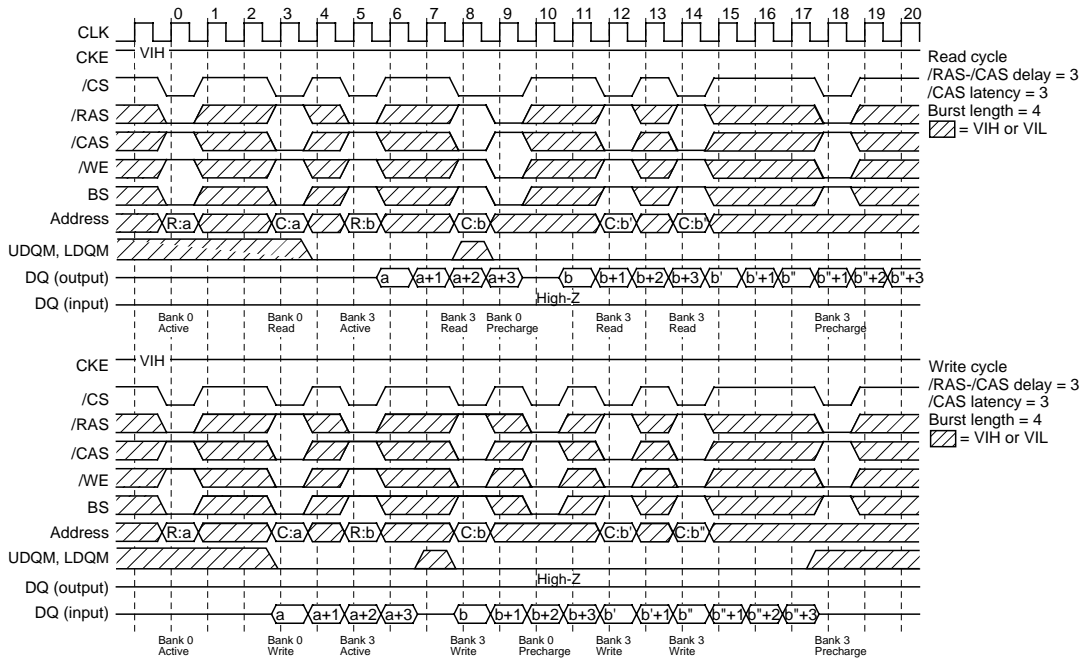 0 1 2 3 4 5 6 7 8 9 10 11 12 13 14 15 16 17 18 19 20
CLK
CKE VIH
/CS
/RAS
/CAS
/WE
BS
Address R:a C:a R:b C:b C:b' C:b"
UDQM, LDQM
DQ (output) a a+1 a+2 a+3 b b+1 b+2 b+3 b' b'+1 b" b"+1 b"+2 b"+3
High-Z
DQ (input)
Bank 0 Active
Bank 0 Read
Bank 3 Active
Bank 3 Read
Bank 0 Precharge
Bank 3 Read
Bank 3 Read
Bank 3 Precharge
Read cycle
/RAS-/CAS delay = 3
/CAS latency = 3
Burst length = 4
= VIH or VIL
CKE VIH
/CS
/RAS
/CAS
/WE
BS
Address R:a C:a R:b C:b C:b' C:b"
UDQM, LDQM
High-Z
DQ (output)
DQ (input) a a+1 a+2 a+3 b b+1 b+2 b+3 b' b'+1 b" b"+1 b"+2 b"+3
Bank 0 Active
Bank 0 Write
Bank 3 Active
Bank 3 Write
Bank 0 Precharge
Bank 3 Write
Bank 3 Write
Bank 3 Precharge
Write cycle
/RAS-/CAS delay = 3
/CAS latency = 3
Burst length = 4
= VIH or VIL